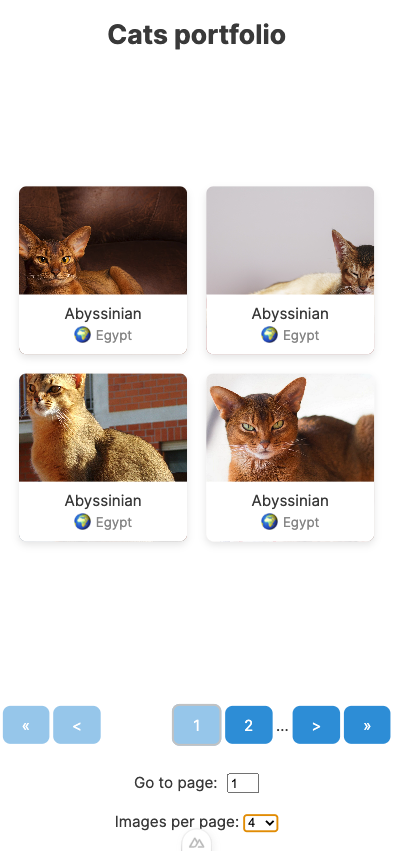 Cats portfolio
Abyssinian
🌍 Egypt
Abyssinian
🌍 Egypt
Abyssinian
🌍 Egypt
Abyssinian
🌍 Egypt
« < 1 2 ... > »
Go to page: 1
Images per page: 4